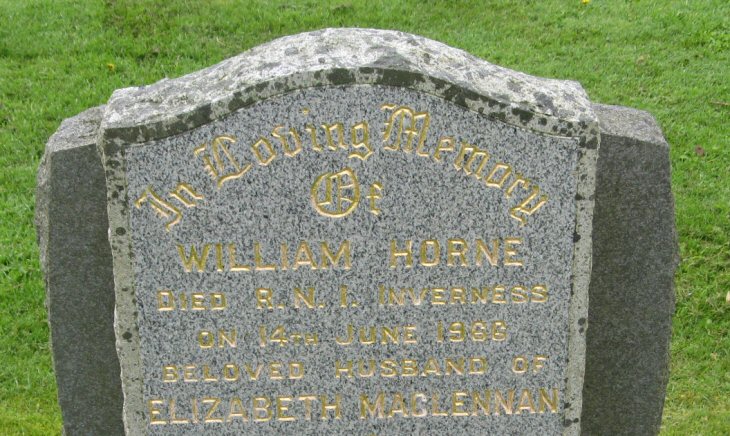 In Loving Memory
Of
WILLIAM HORNE
DIED R.N.I. INVERNESS
ON 14TH JUNE 1966
BELOVED HUSBAND OF
ELIZABETH MACLENNAN